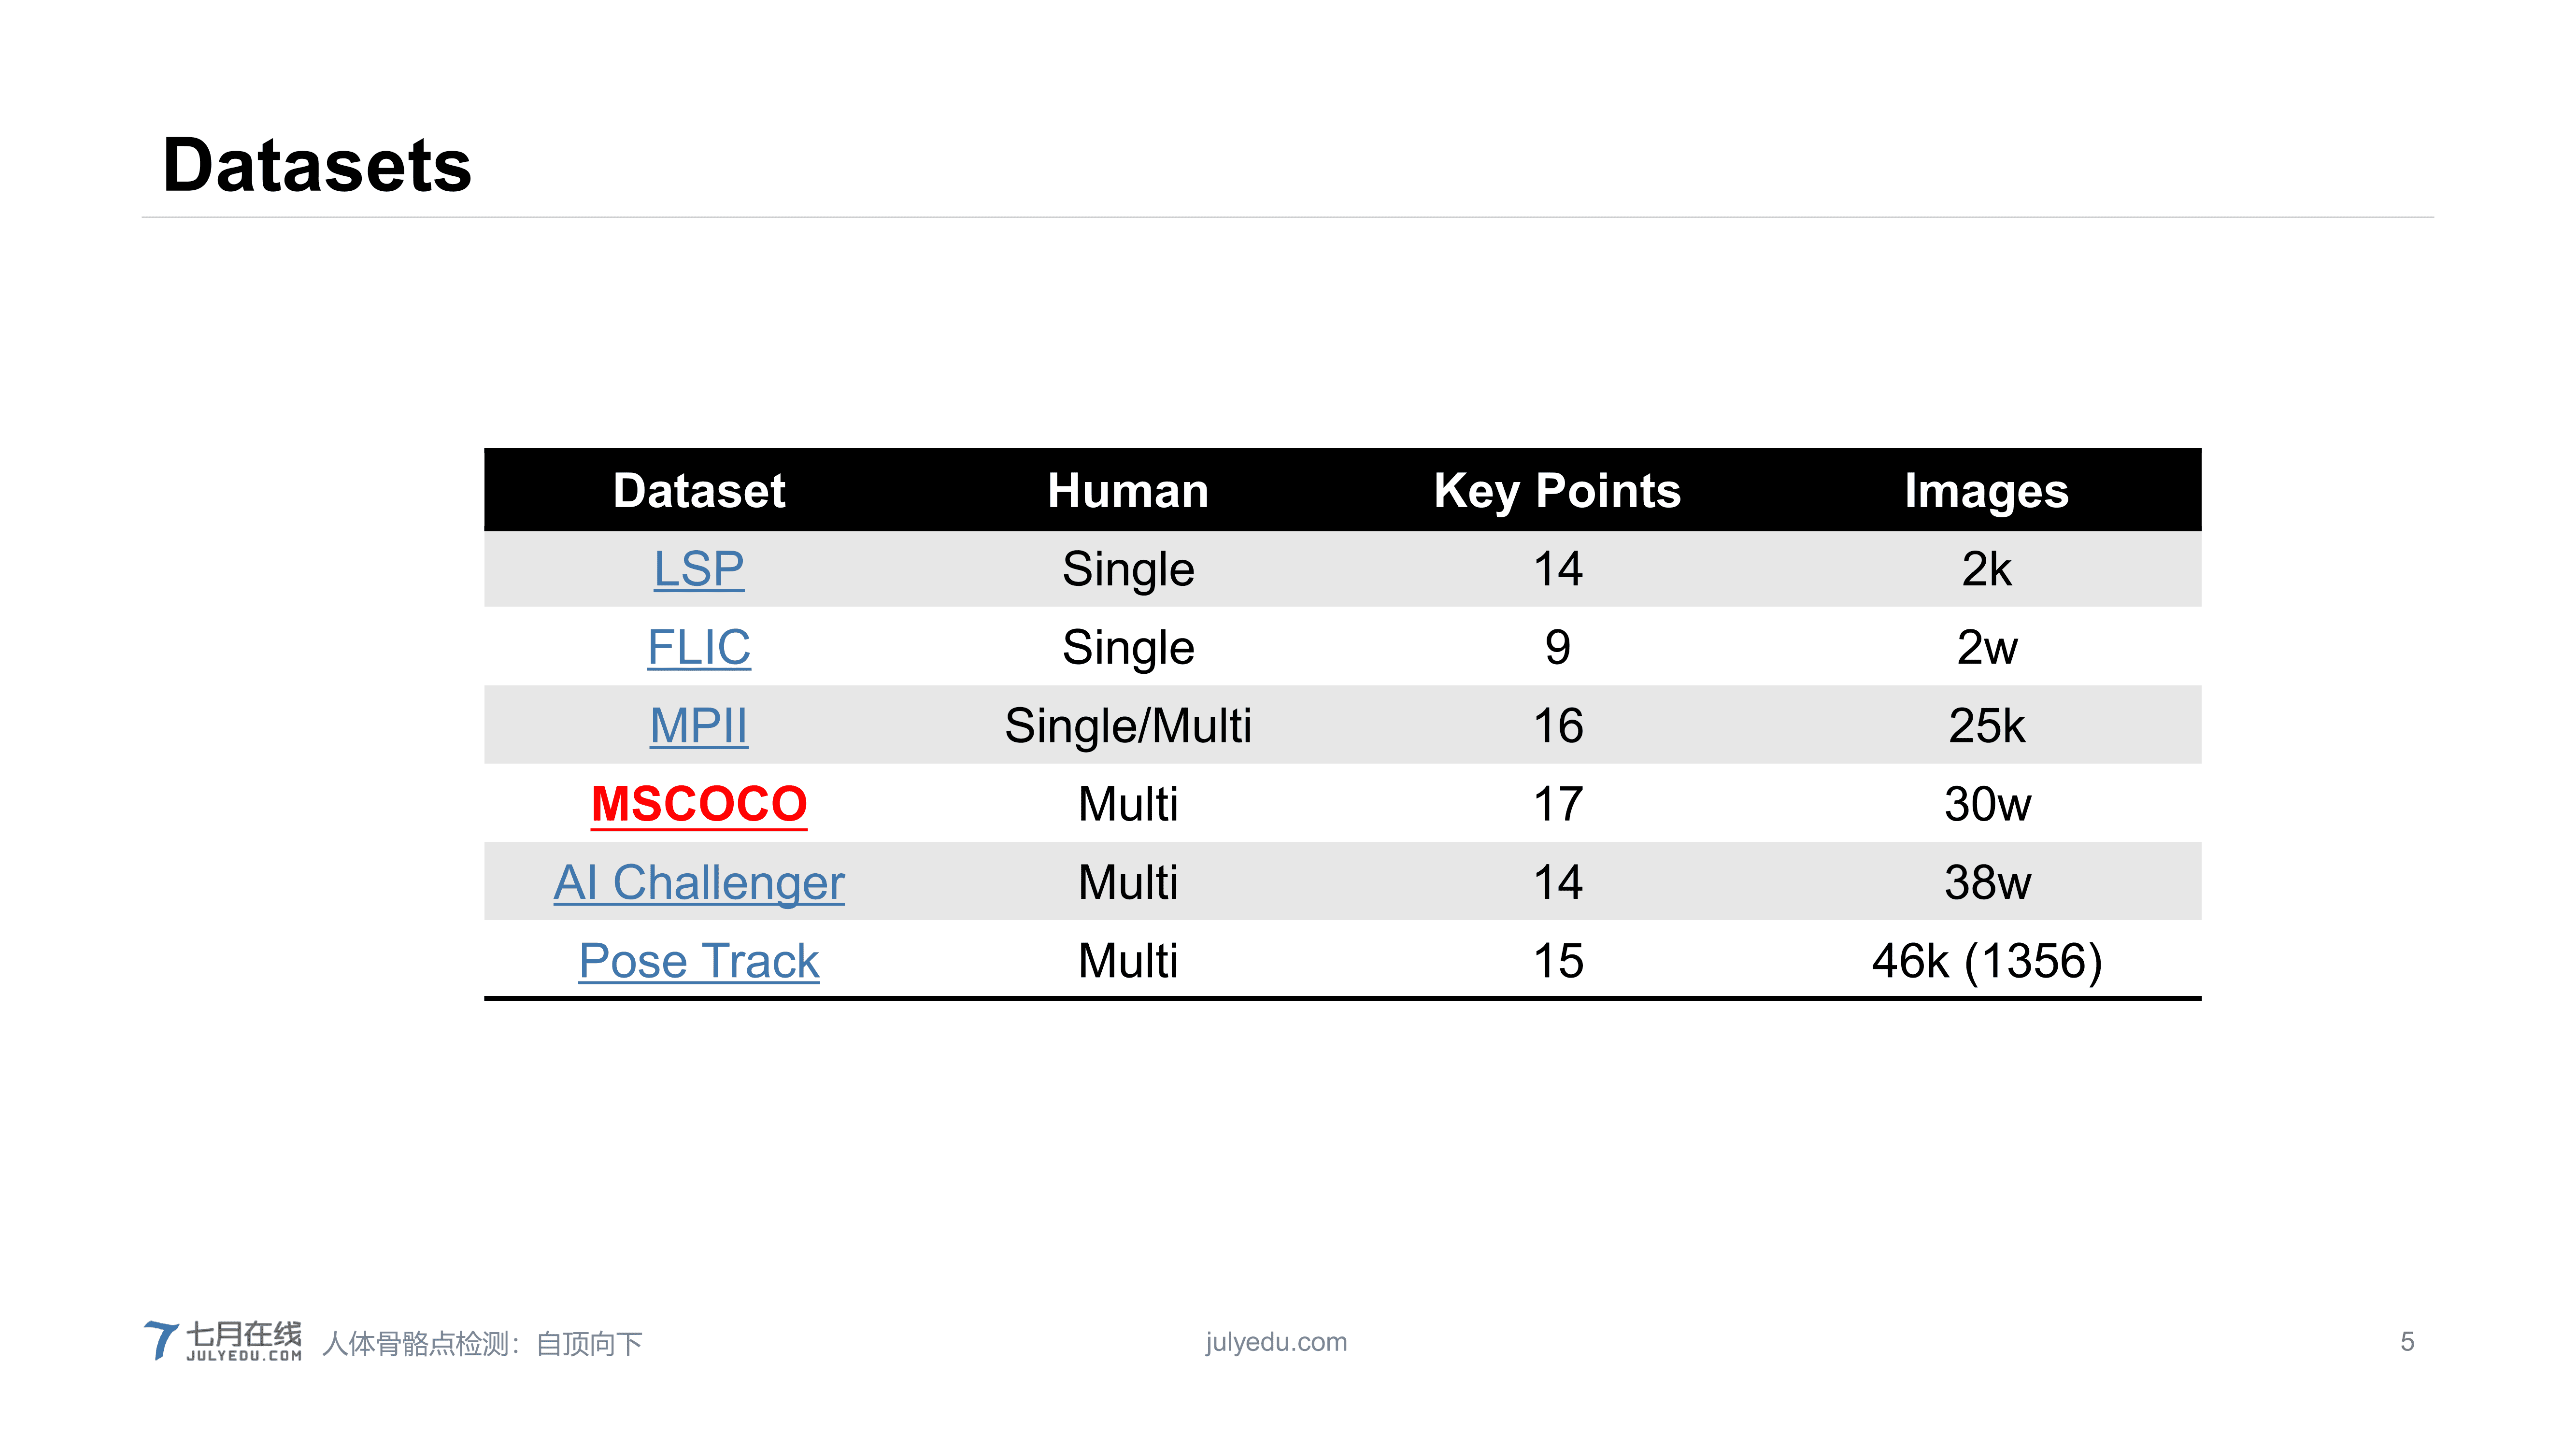 Datasets
Dataset Human Key Points Images
LSP Single 14 2k
FLIC Single 9 2w
MPII Single/Multi 16 25k
MSCOCO Multi 17 30w
AI Challenger Multi 14 38w
Pose Track Multi 15 46k (1356)
七月在线
JULYEDU.COM
人体骨骼点检测：自顶向下
julyedu.com
5